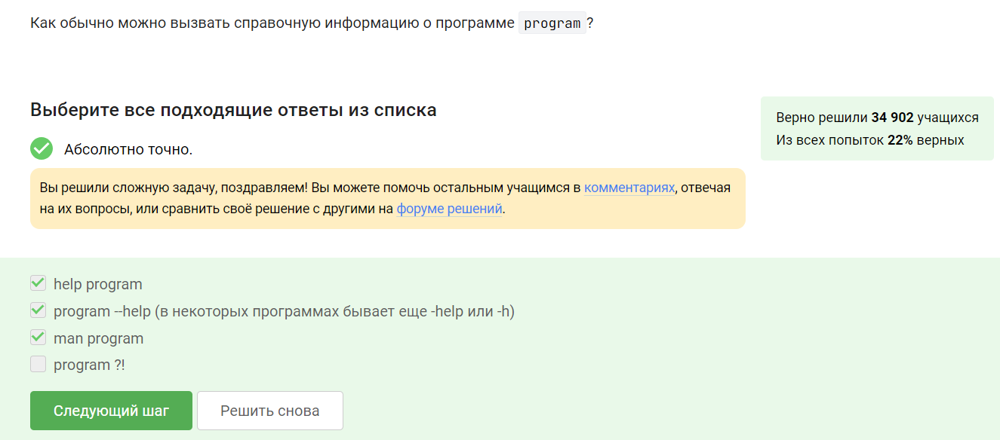 Как обычно можно вызвать справочную информацию о программе program?
Выберите все подходящие ответы из списка
Верно решили 34 902 учащихся
Из всех попыток 22% верных
Абсолютно точно.
Вы решили сложную задачу, поздравляем! Вы можете помочь остальным учащимся в комментариях, отвечая
на их вопросы, или сравнить своё решение с другими на форуме решений.
help program
program --help (в некоторых программах бывает еще -help или -h)
man program
program ?!
Следующий шаг
Решить снова